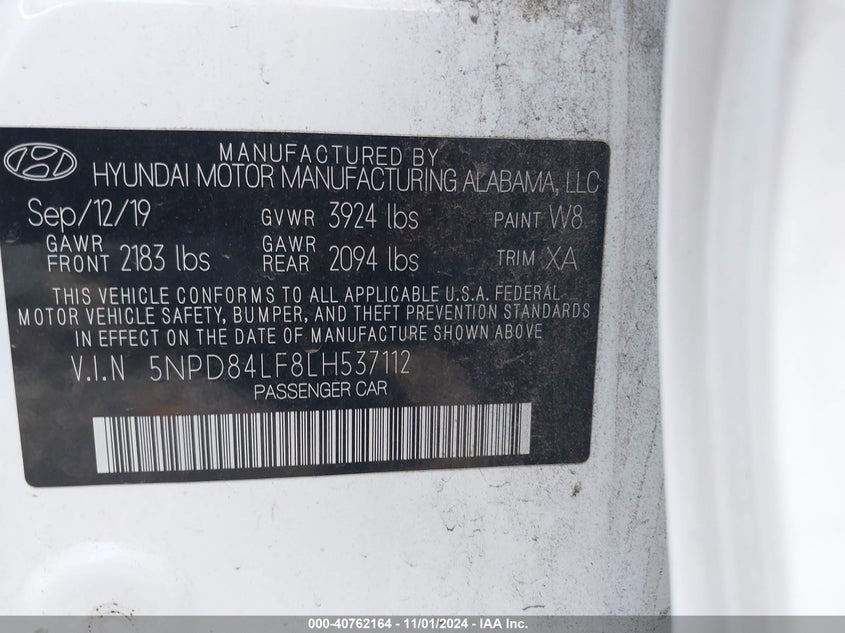 MANUFACTURED BY
HYUNDAI MOTOR MANUFACTURING ALABAMA, LLC
Sep/12/19 GVWR 3924 lbs PAINT W8
GAWR FRONT 2183 lbs GAWR REAR 2094 lbs TRIM XA
THIS VEHICLE CONFORMS TO ALL APPLICABLE U.S.A. FEDERAL
MOTOR VEHICLE SAFETY, BUMPER, AND THEFT PREVENTION STANDARDS
IN EFFECT ON THE DATE OF MANUFACTURE SHOWN ABOVE
V.I.N 5NPD84LF8LH537112
PASSENGER CAR
000-40762164 - 11/01/2024 - IAA Inc.